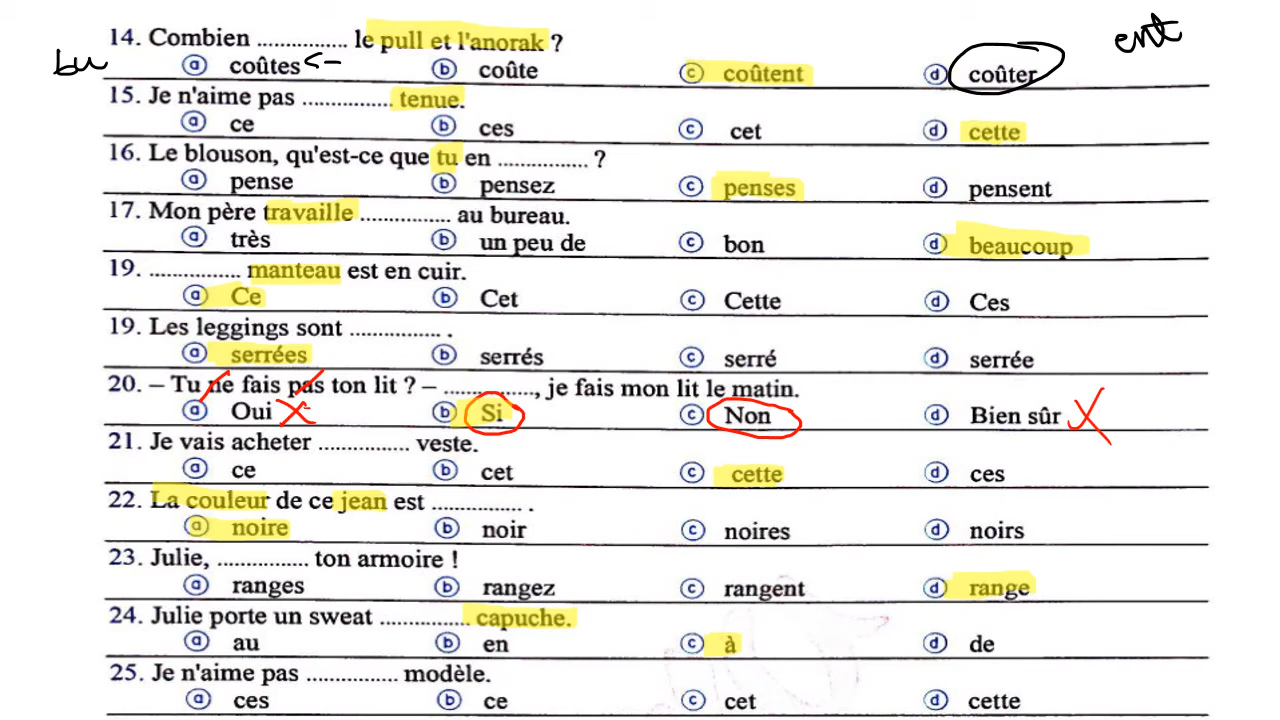 14. Combien ............... le pull et l'anorak ?
bu
ent
ⓐ coûtes <- ⓑ coûte ⓒ coûtent ⓓ coûter
15. Je n'aime pas ............... tenue.
ⓐ ce ⓑ ces ⓒ cet ⓓ cette
16. Le blouson, qu'est-ce que tu en ............... ?
ⓐ pense ⓑ pensez ⓒ penses ⓓ pensent
17. Mon père travaille ............... au bureau.
ⓐ très ⓑ un peu de ⓒ bon ⓓ beaucoup
19. ............... manteau est en cuir.
ⓐ Ce ⓑ Cet ⓒ Cette ⓓ Ces
19. Les leggings sont ............... .
ⓐ serrées ⓑ serrés ⓒ serré ⓓ serrée
20. – Tu ne fais pas ton lit ? – ..............., je fais mon lit le matin.
ⓐ Oui ⓑ Si ⓒ Non ⓓ Bien sûr
21. Je vais acheter ............... veste.
ⓐ ce ⓑ cet ⓒ cette ⓓ ces
22. La couleur de ce jean est ............... .
ⓐ noire ⓑ noir ⓒ noires ⓓ noirs
23. Julie, ............... ton armoire !
ⓐ ranges ⓑ rangez ⓒ rangent ⓓ range
24. Julie porte un sweat ............... capuche.
ⓐ au ⓑ en ⓒ à ⓓ de
25. Je n'aime pas ............... modèle.
ⓐ ces ⓑ ce ⓒ cet ⓓ cette